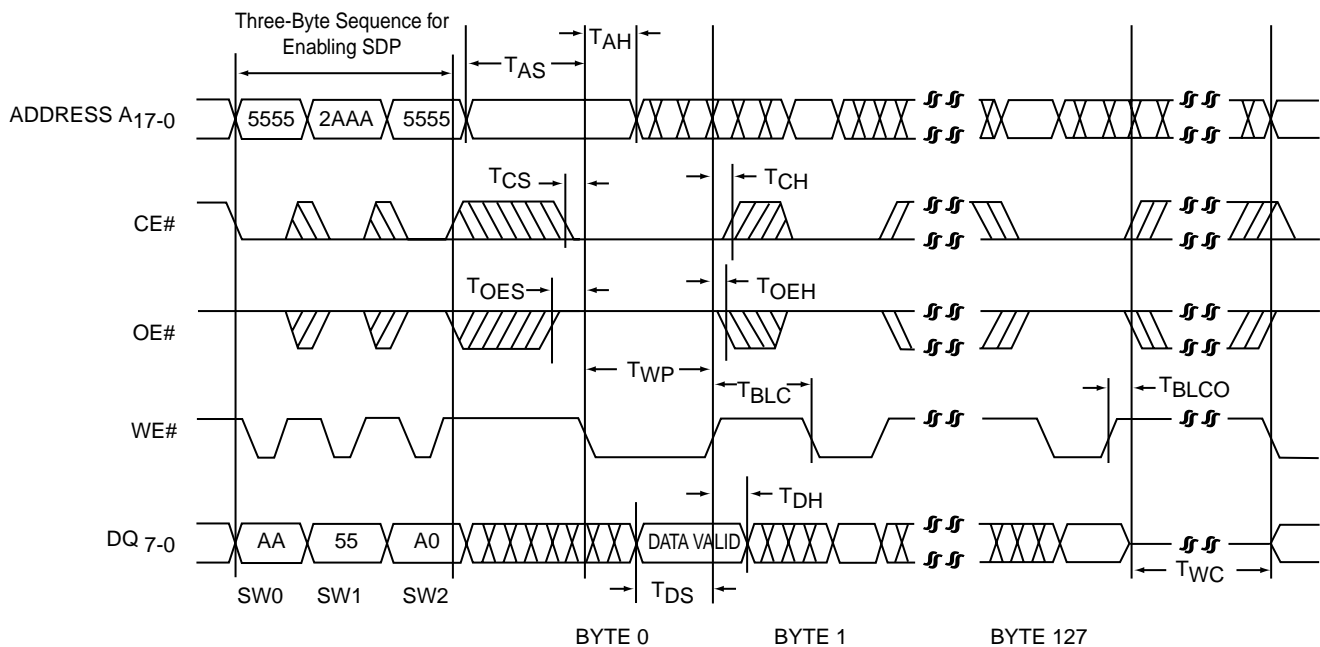 Three-Byte Sequence for
Enabling SDP
TAS
TAH
ADDRESS A17-0
5555
2AAA
5555
TCS
TCH
CE#
TOES
TOEH
OE#
TWP
TBLC
TBLCO
WE#
TDH
DQ 7-0
AA
55
A0
DATA VALID
TWC
SW0
SW1
SW2
TDS
BYTE 0
BYTE 1
BYTE 127